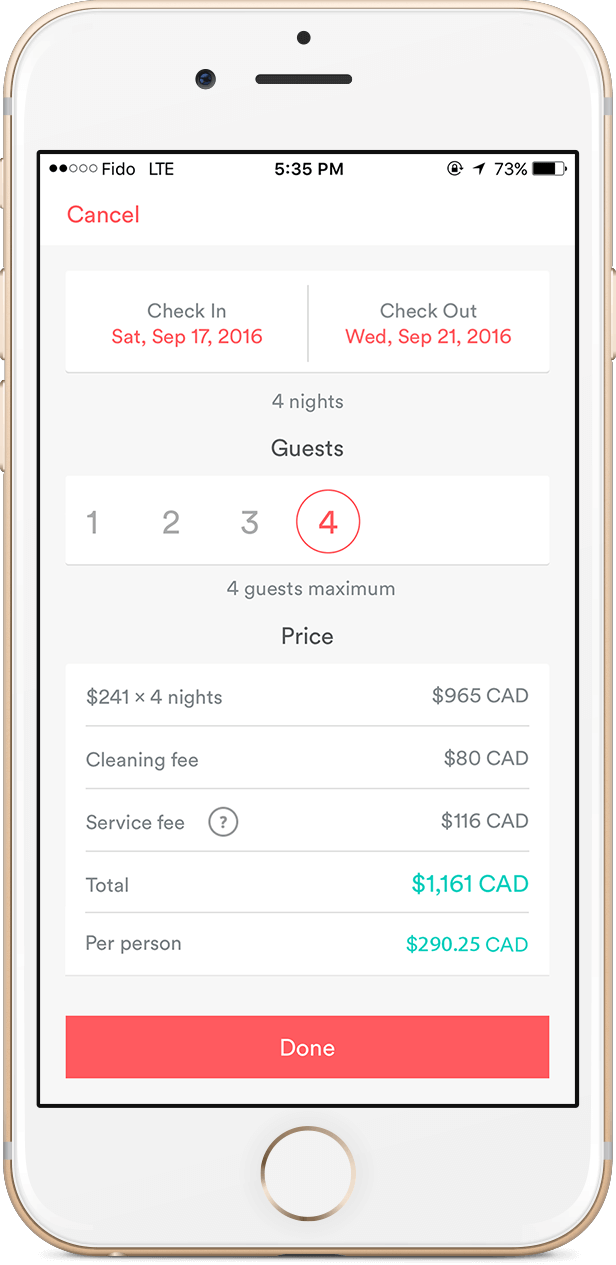 Fido LTE 5:35 PM 73%
Cancel
Check In Check Out
Sat, Sep 17, 2016 Wed, Sep 21, 2016
4 nights
Guests
1 2 3 4
4 guests maximum
Price
$241 × 4 nights $965 CAD
Cleaning fee $80 CAD
Service fee ? $116 CAD
Total $1,161 CAD
Per person $290.25 CAD
Done